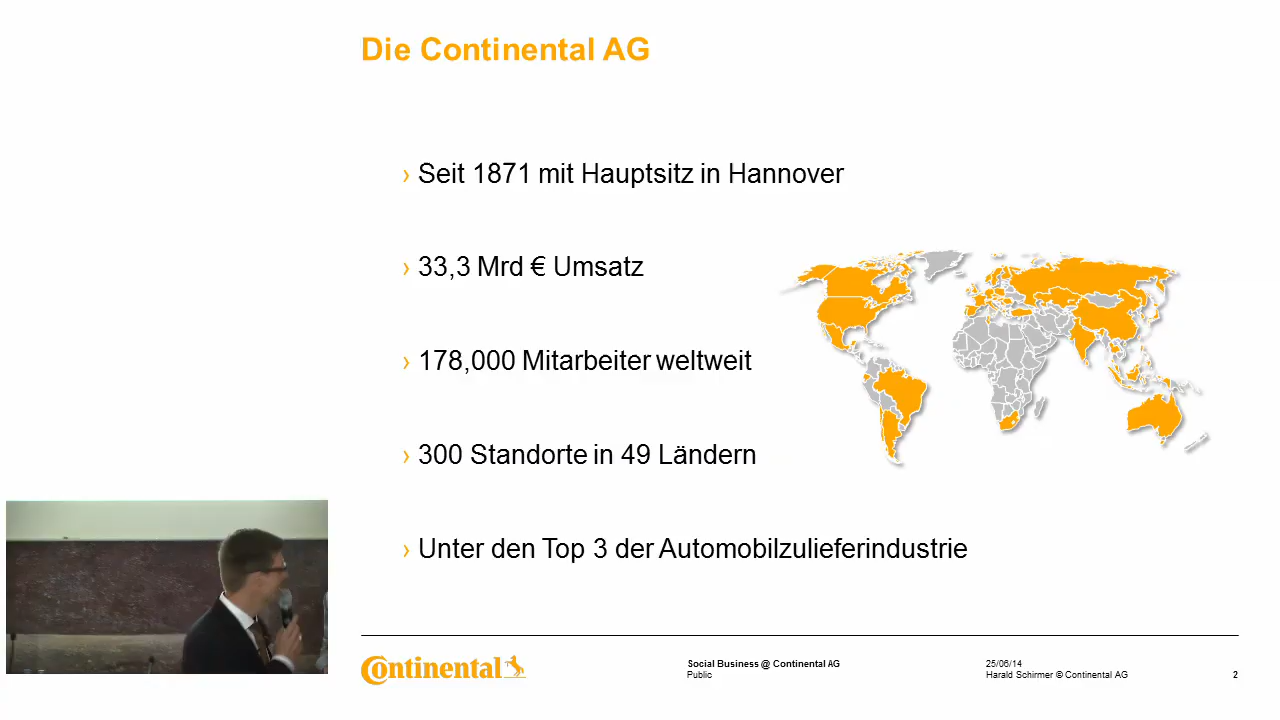 Die Continental AG
› Seit 1871 mit Hauptsitz in Hannover
› 33,3 Mrd € Umsatz
› 178,000 Mitarbeiter weltweit
› 300 Standorte in 49 Ländern
› Unter den Top 3 der Automobilzulieferindustrie
Continental
Social Business @ Continental AG
Public
25/06/14
Harald Schirmer © Continental AG
2